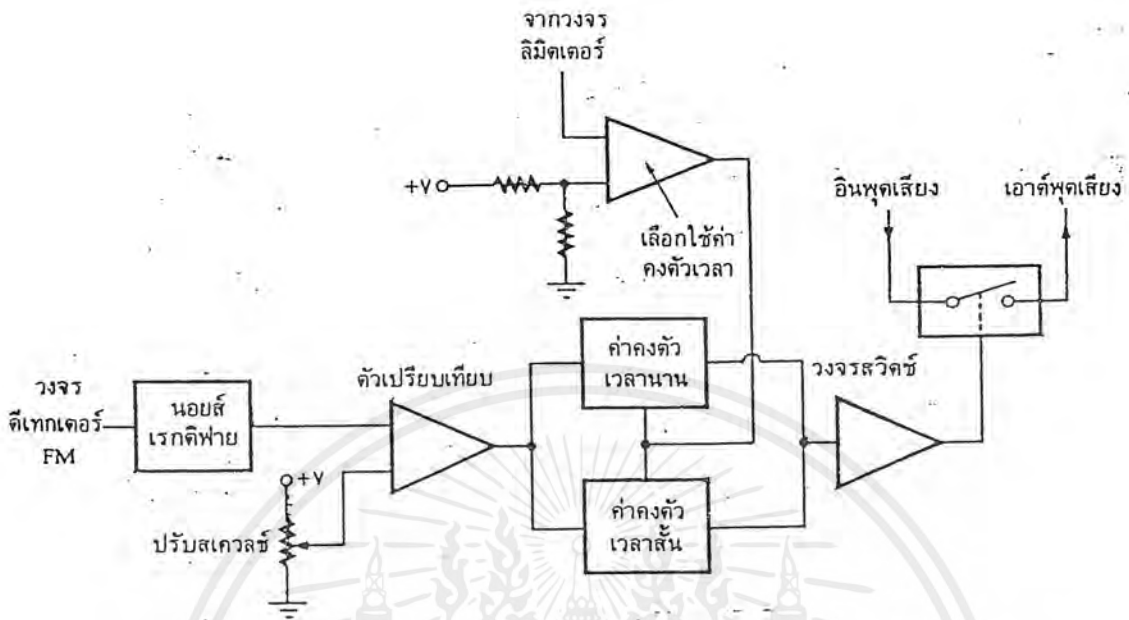 จากวงจร
ลิมิตเตอร์
+V
เลือกใช้ค่า
คงตัวเวลา
อินพุตเสียง
เอาต์พุตเสียง
ค่าคงตัว
เวลานาน
วงจรสวิตช์
ตัวเปรียบเทียบ
วงจร
ดีเทกเตอร์
FM
นอยส์
เรกติฟาย
+V
ปรับสเควลช์
ค่าคงตัว
เวลาสั้น